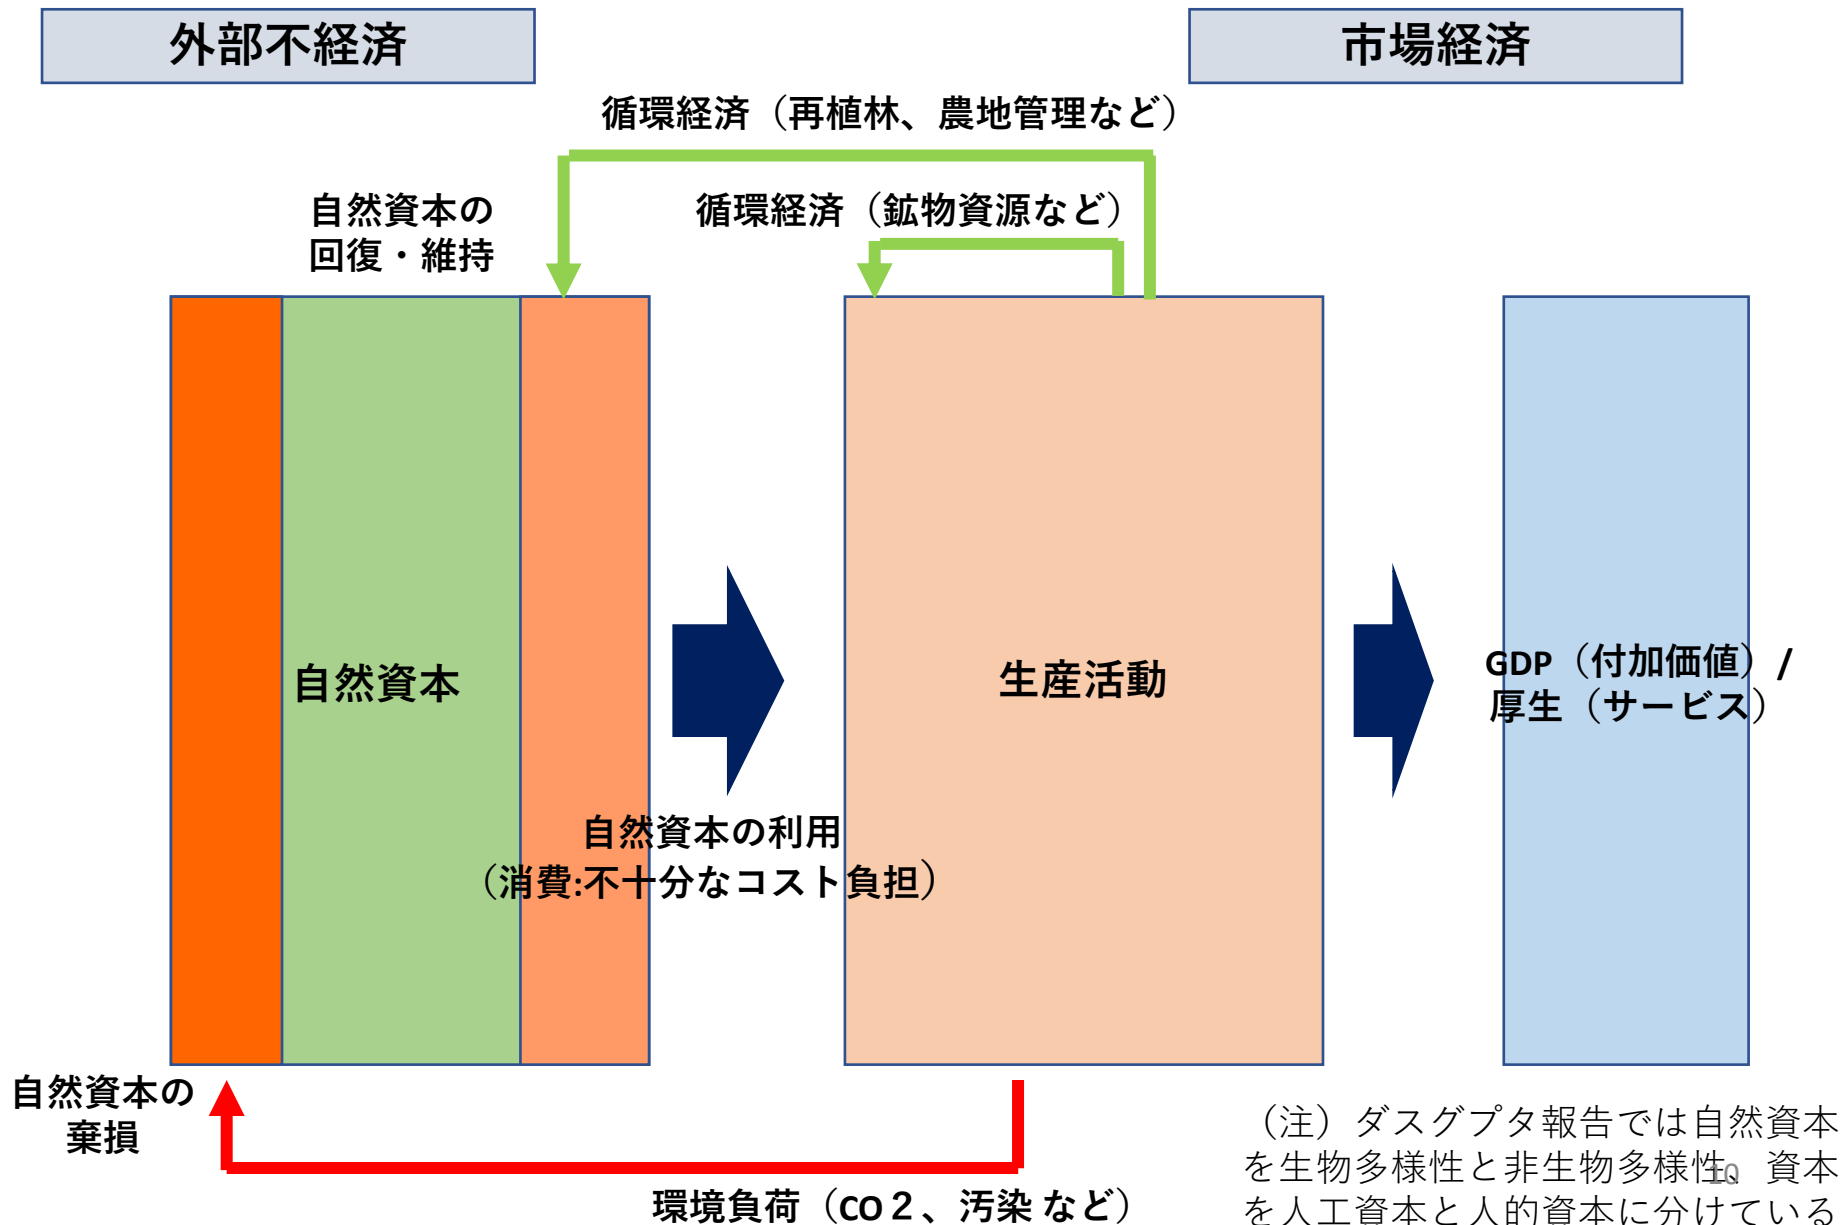 外部不経済
市場経済
循環経済（再植林、農地管理など）
自然資本の
回復・維持
循環経済（鉱物資源など）
自然資本
生産活動
GDP（付加価値）/
厚生（サービス）
自然資本の利用
（消費:不十分なコスト負担）
自然資本の
棄損
環境負荷（CO２、汚染 など）
（注）ダスグプタ報告では自然資本
を生物多様性と非生物多様性、資本
を人工資本と人的資本に分けている
10